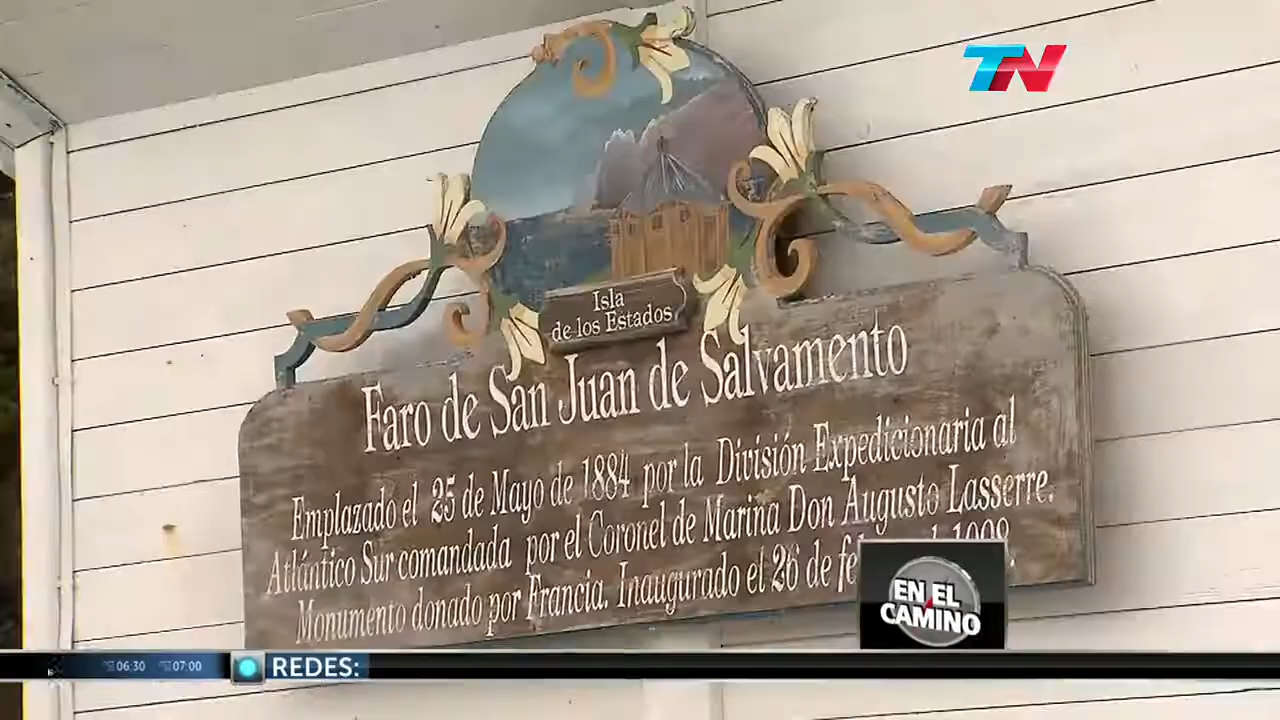 TN
Isla
de los Estados
Faro de San Juan de Salvamento
Emplazado el 25 de Mayo de 1884 por la División Expedicionaria al
Atlántico Sur comandada por el Coronel de Marina Don Augusto Lasserre.
Monumento donado por Francia. Inaugurado el 26 de
EN EL
CAMINO
06:30 07:00
REDES: